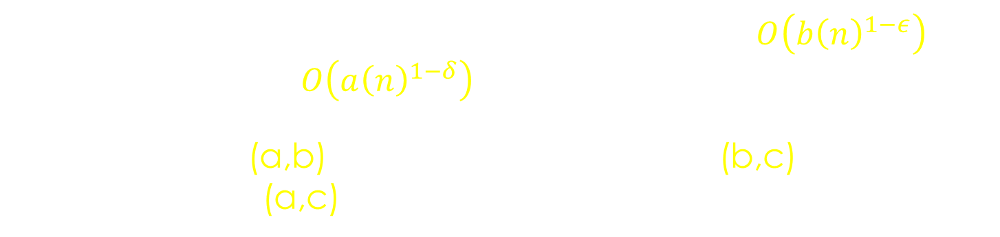 O(b(n)^{1-ϵ})
O(a(n)^{1-δ})
(a,b) (b,c)
(a,c)